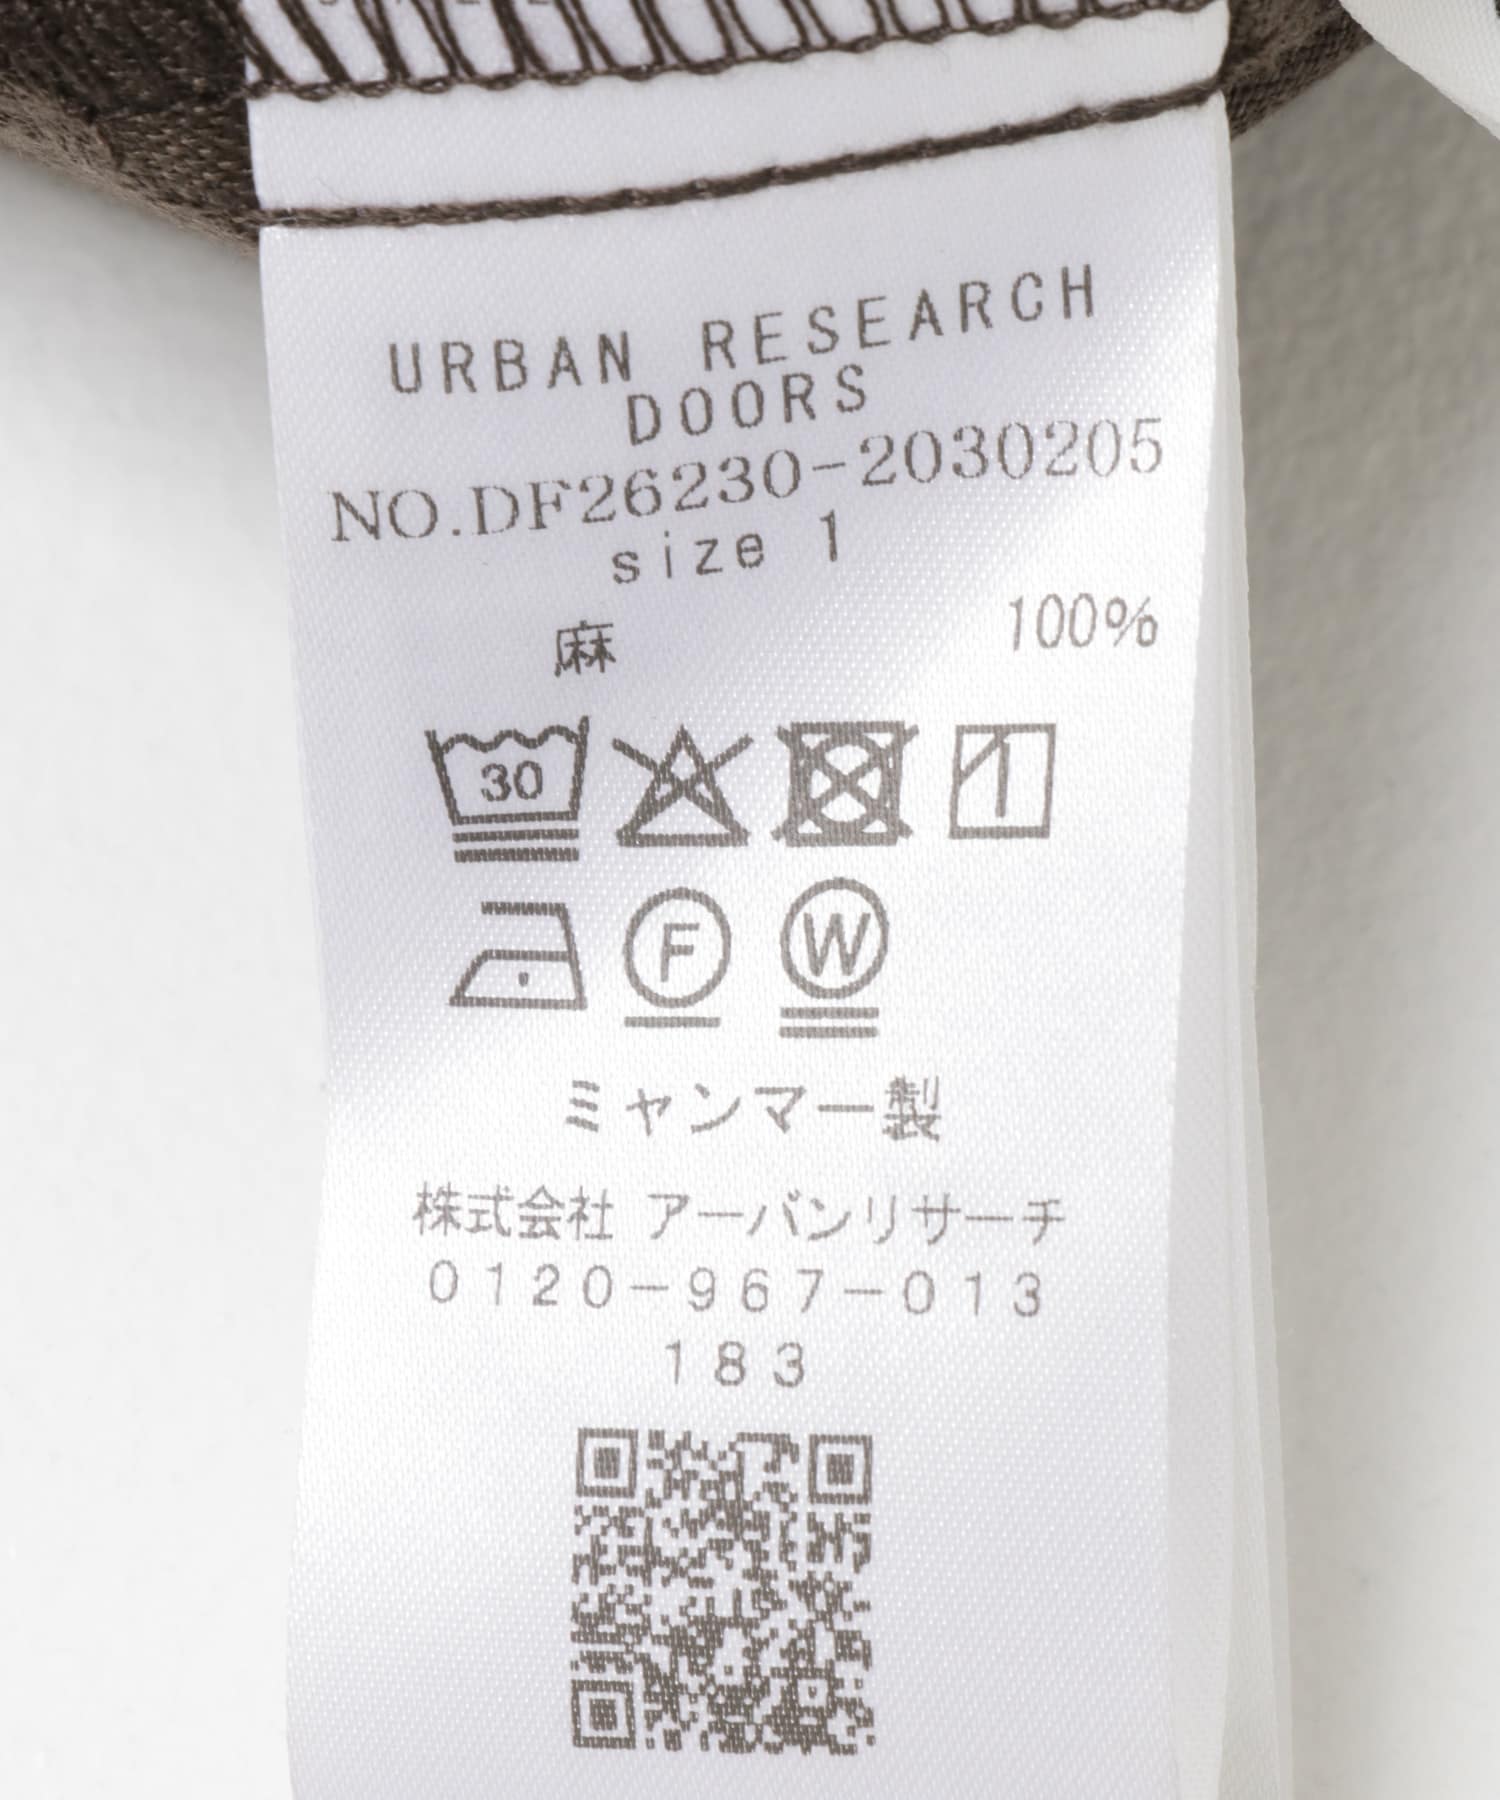 URBAN RESEARCH
DOORS
NO.DF26230-2030205
size 1
麻 100%
30
F W
ミャンマー製
株式会社 アーバンリサーチ
0120-967-013
183